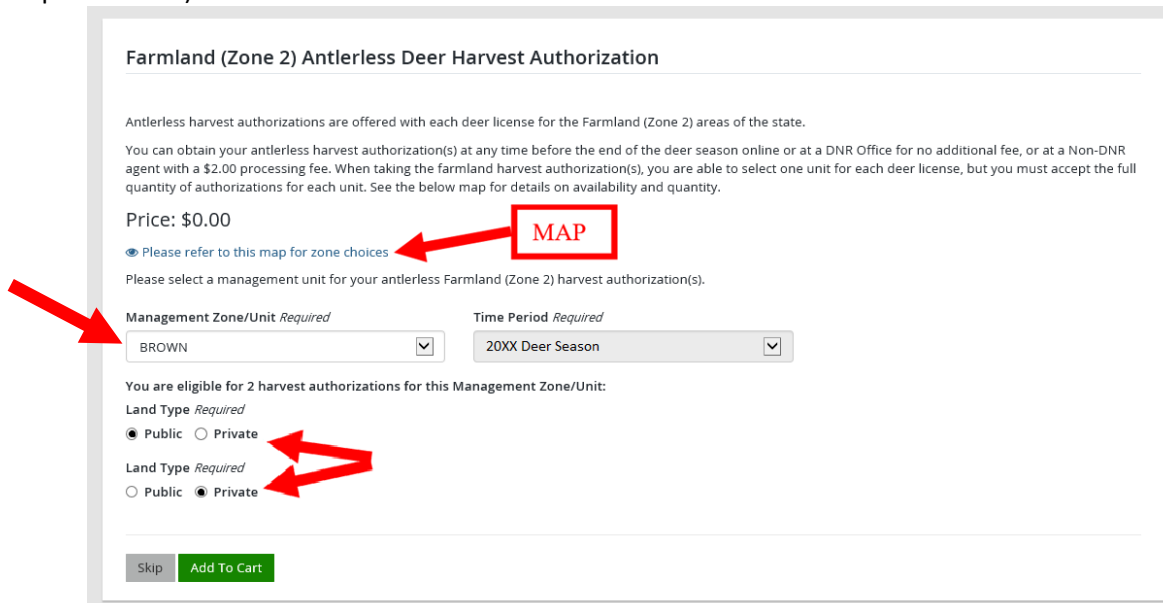 Farmland (Zone 2) Antlerless Deer Harvest Authorization
Antlerless harvest authorizations are offered with each deer license for the Farmland (Zone 2) areas of the state.
You can obtain your antlerless harvest authorization(s) at any time before the end of the deer season online or at a DNR Office for no additional fee, or at a Non-DNR
agent with a $2.00 processing fee. When taking the farmland harvest authorization(s), you are able to select one unit for each deer license, but you must accept the full
quantity of authorizations for each unit. See the below map for details on availability and quantity.
Price: $0.00
MAP
Please refer to this map for zone choices
Please select a management unit for your antlerless Farmland (Zone 2) harvest authorization(s).
Management Zone/Unit Required Time Period Required
BROWN 20XX Deer Season
You are eligible for 2 harvest authorizations for this Management Zone/Unit:
Land Type Required
Public Private
Land Type Required
Public Private
Skip Add To Cart